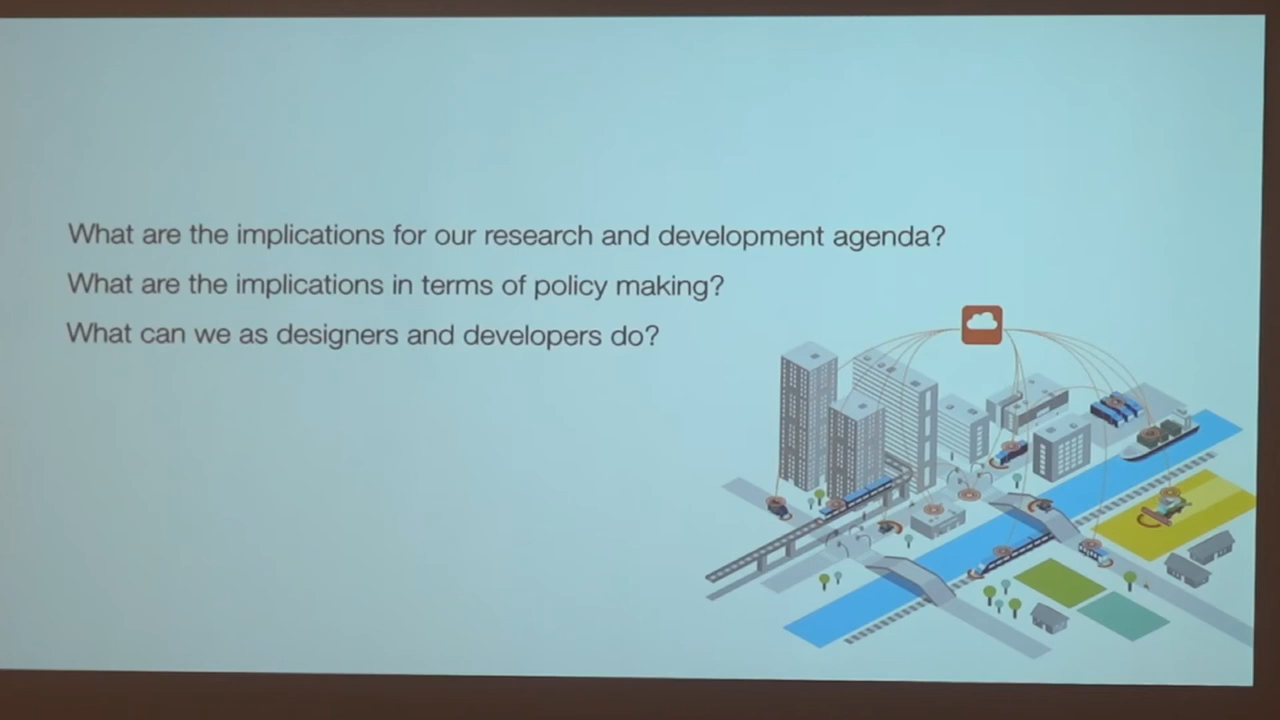 What are the implications for our research and development agenda?
What are the implications in terms of policy making?
What can we as designers and developers do?